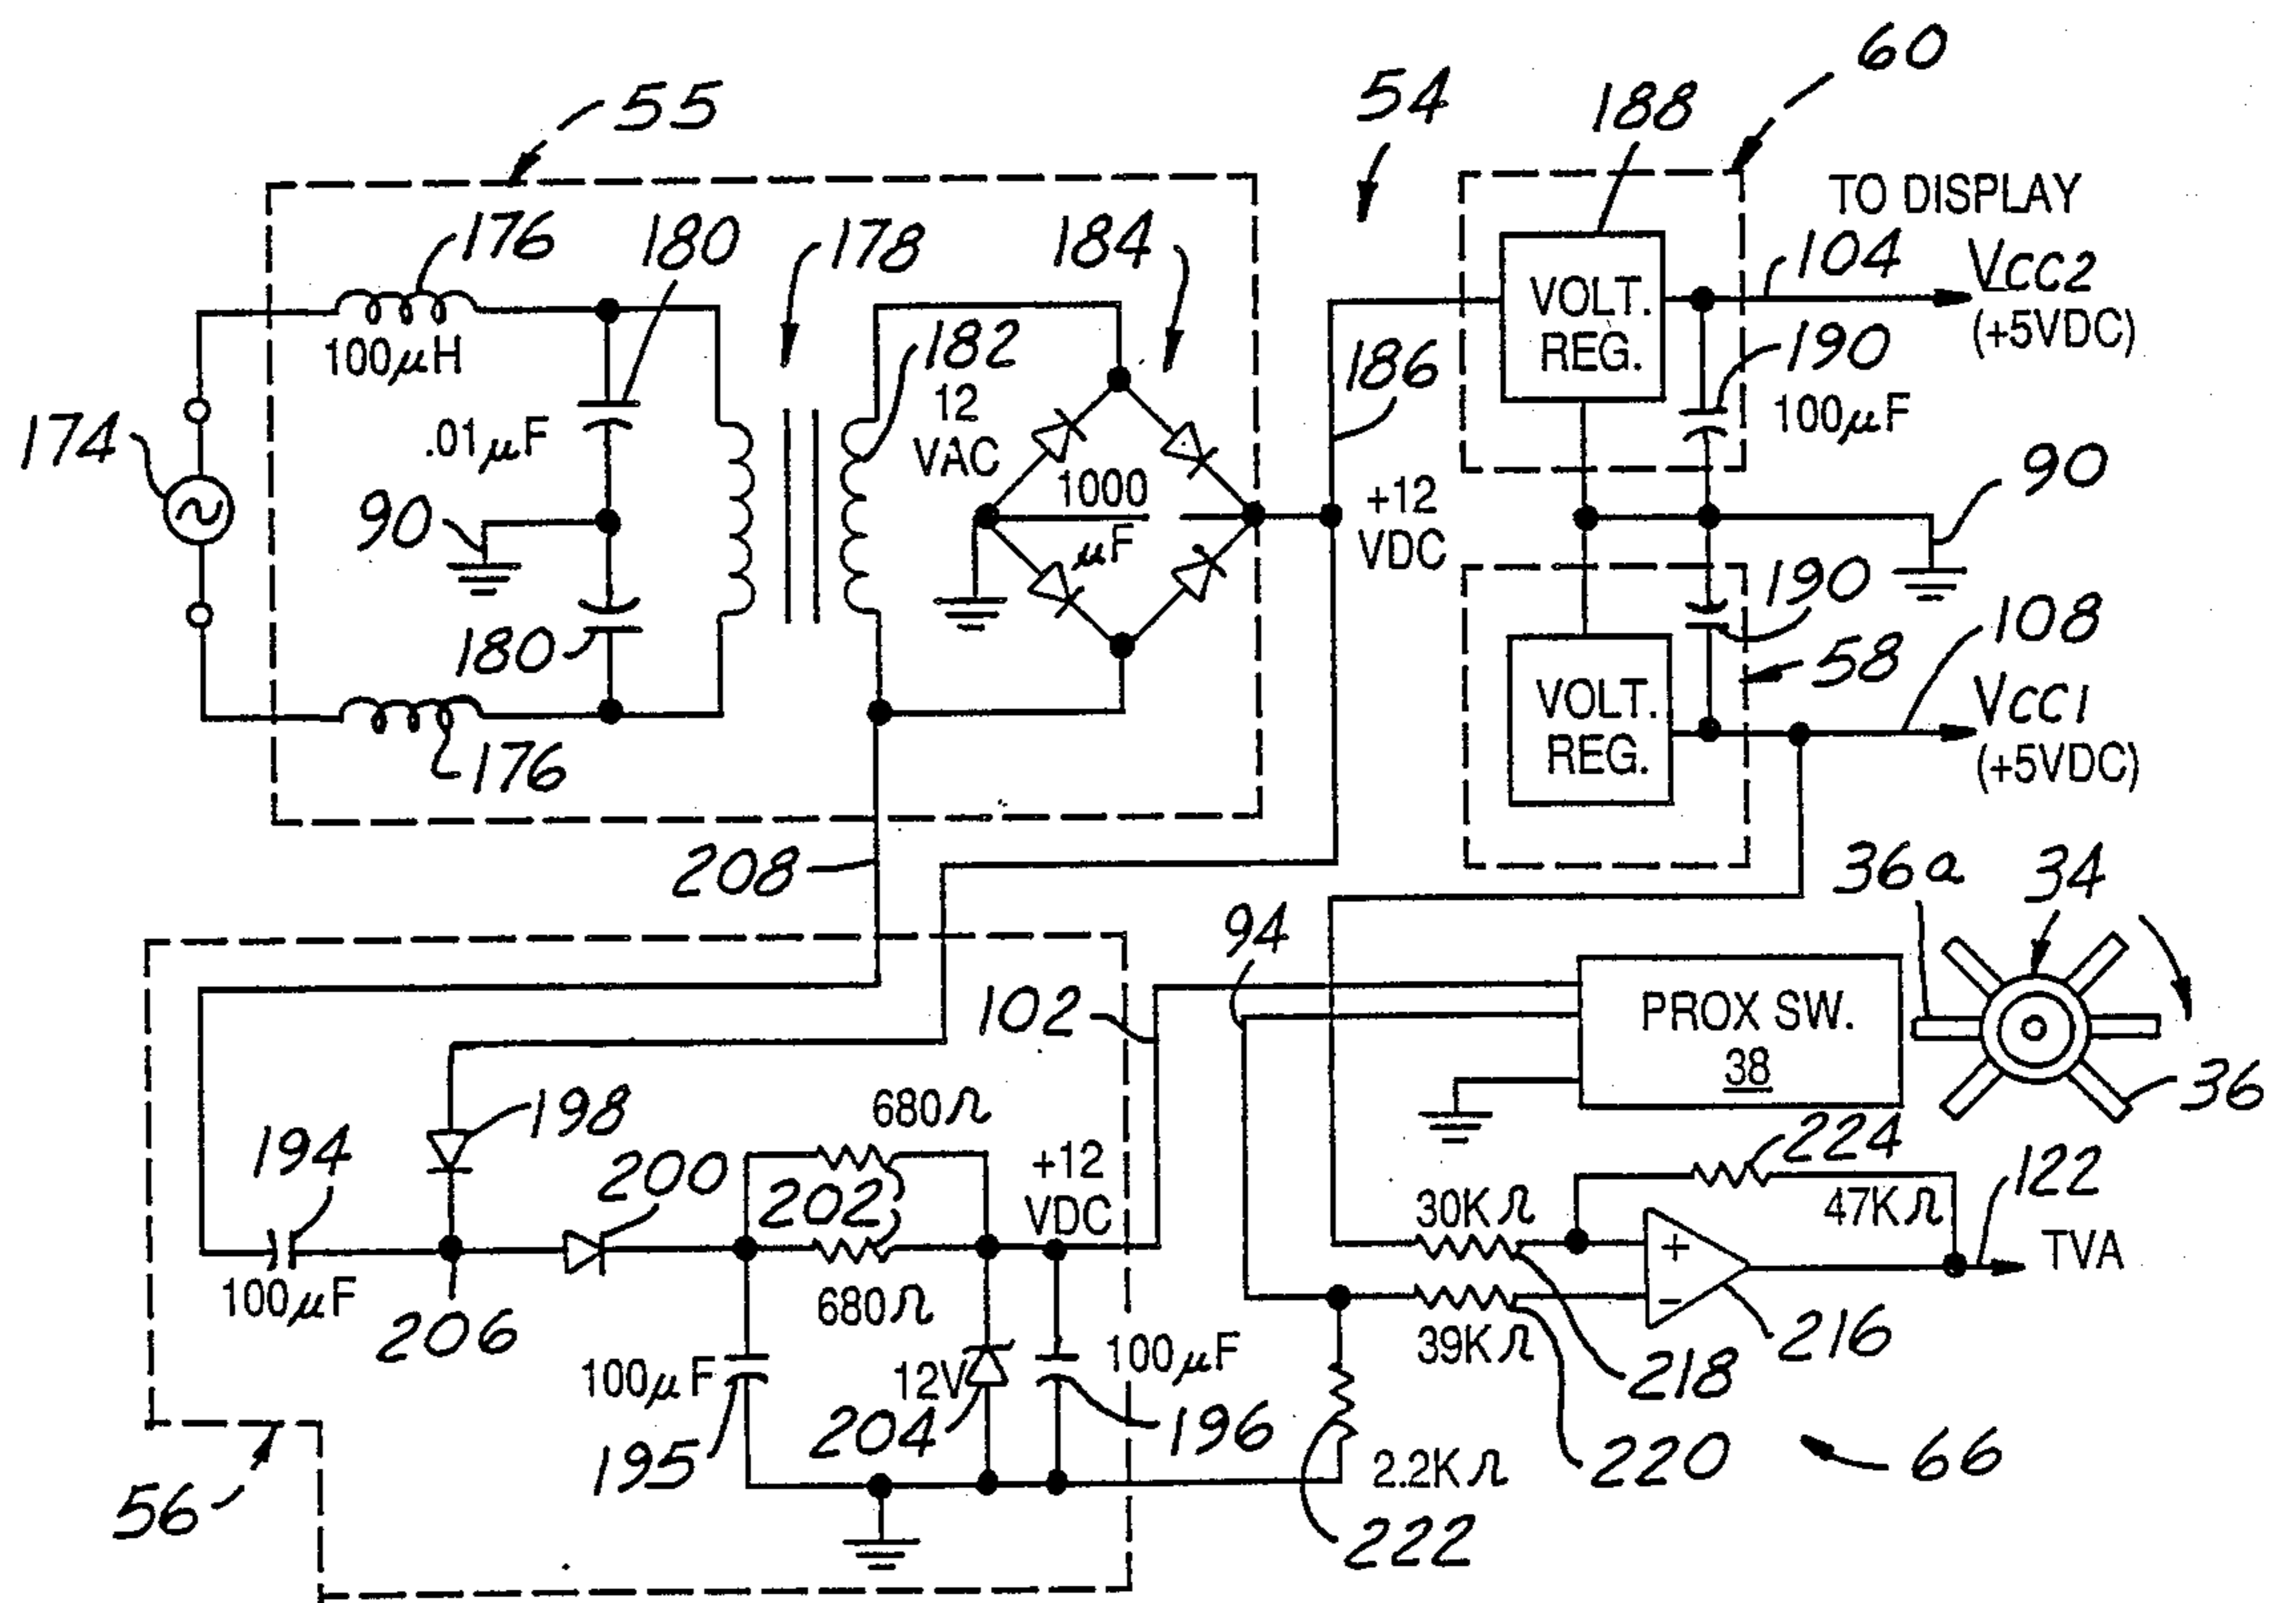 60
54
188
55
TO DISPLAY
176
180
178
184
104
VCC2
(+5VDC)
VOLT.
REG.
100μH
182
12
VAC
186
190
100μF
174
.01μF
1000
μF
+12
VDC
90
90
190
180
108
58
VOLT.
REG.
VCC1
(+5VDC)
176
208
36a
34
94
102
PROX SW.
38
36
680Ω
198
194
200
224
+12
VDC
202
122
30KΩ
47KΩ
+
TVA
100μF
206
680Ω
−
39KΩ
216
100μF
12V
100μF
218
204
196
195
220
66
2.2KΩ
56
222